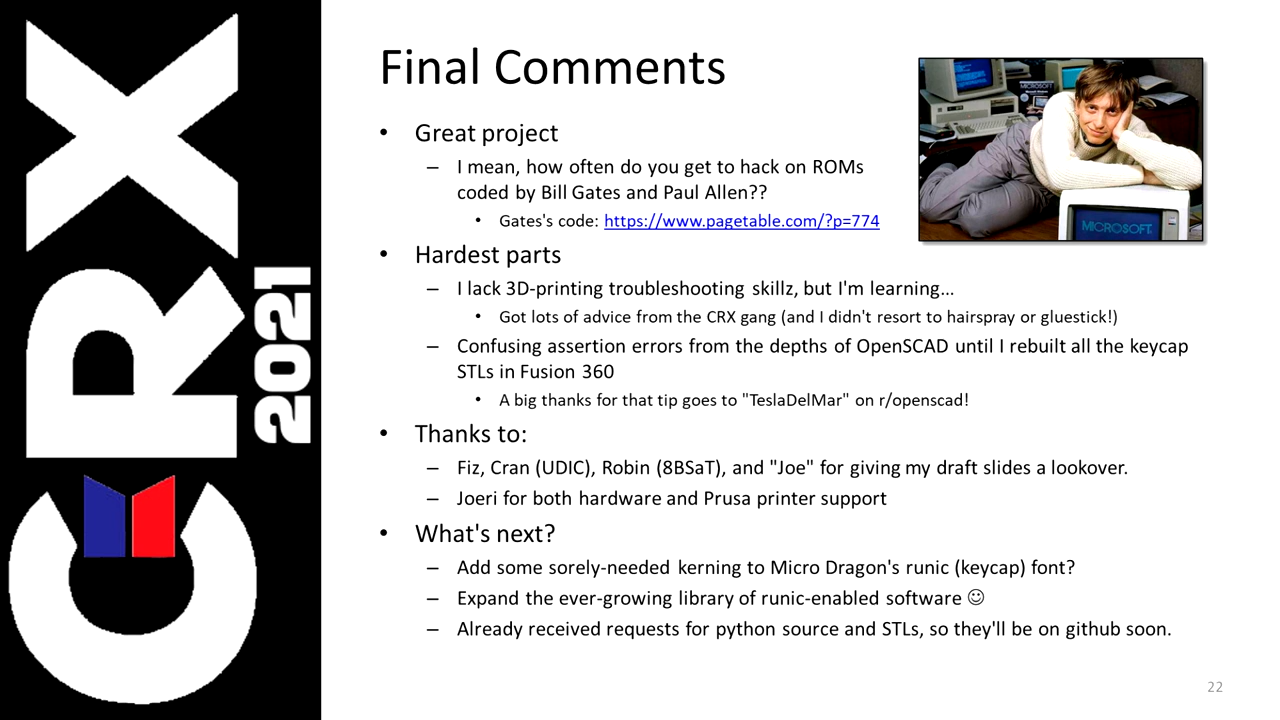 CRX
2021
Final Comments
• Great project
– I mean, how often do you get to hack on ROMs
coded by Bill Gates and Paul Allen??
• Gates's code: https://www.pagetable.com/?p=774
MICROSOFT
MICROSOFT
• Hardest parts
– I lack 3D-printing troubleshooting skillz, but I'm learning…
• Got lots of advice from the CRX gang (and I didn't resort to hairspray or gluestick!)
– Confusing assertion errors from the depths of OpenSCAD until I rebuilt all the keycap
STLs in Fusion 360
• A big thanks for that tip goes to "TeslaDelMar" on r/openscad!
• Thanks to:
– Fiz, Cran (UDIC), Robin (8BSaT), and "Joe" for giving my draft slides a lookover.
– Joeri for both hardware and Prusa printer support
• What's next?
– Add some sorely-needed kerning to Micro Dragon's runic (keycap) font?
– Expand the ever-growing library of runic-enabled software ☺
– Already received requests for python source and STLs, so they'll be on github soon.
22